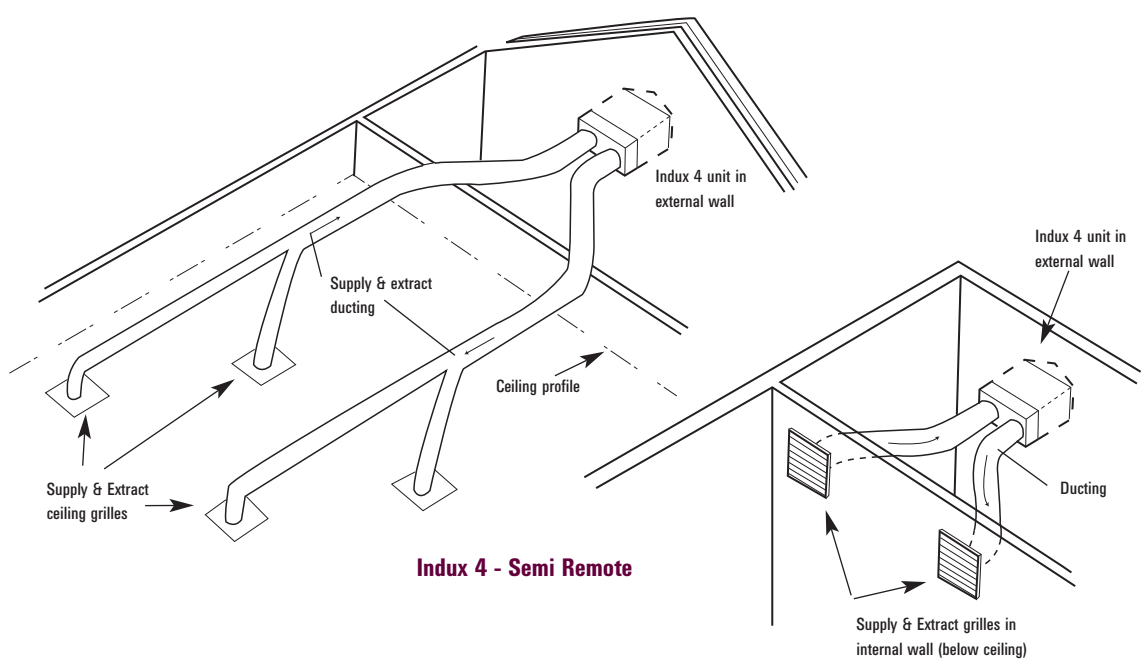 Indux 4 unit in
external wall
Supply & extract
ducting
Ceiling profile
Supply & Extract
ceiling grilles
Indux 4 - Semi Remote
Indux 4 unit in
external wall
Ducting
Supply & Extract grilles in
internal wall (below ceiling)